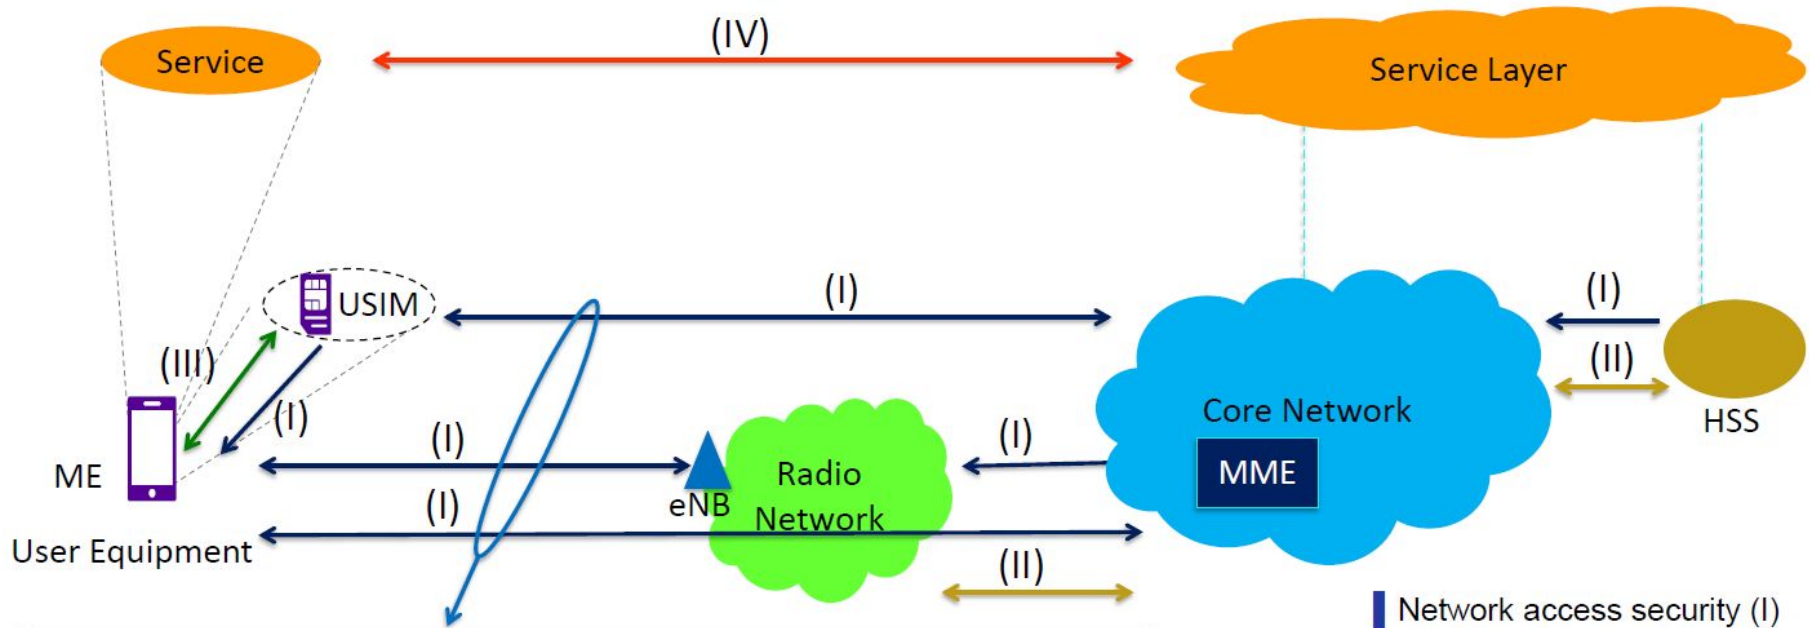 (IV)
Service
Service Layer
USIM
(I)
(I)
(III)
(II)
(I)
Core Network
HSS
(I)
(I)
ME
Radio
MME
eNB
Network
(I)
User Equipment
(II)
Network access security (I)